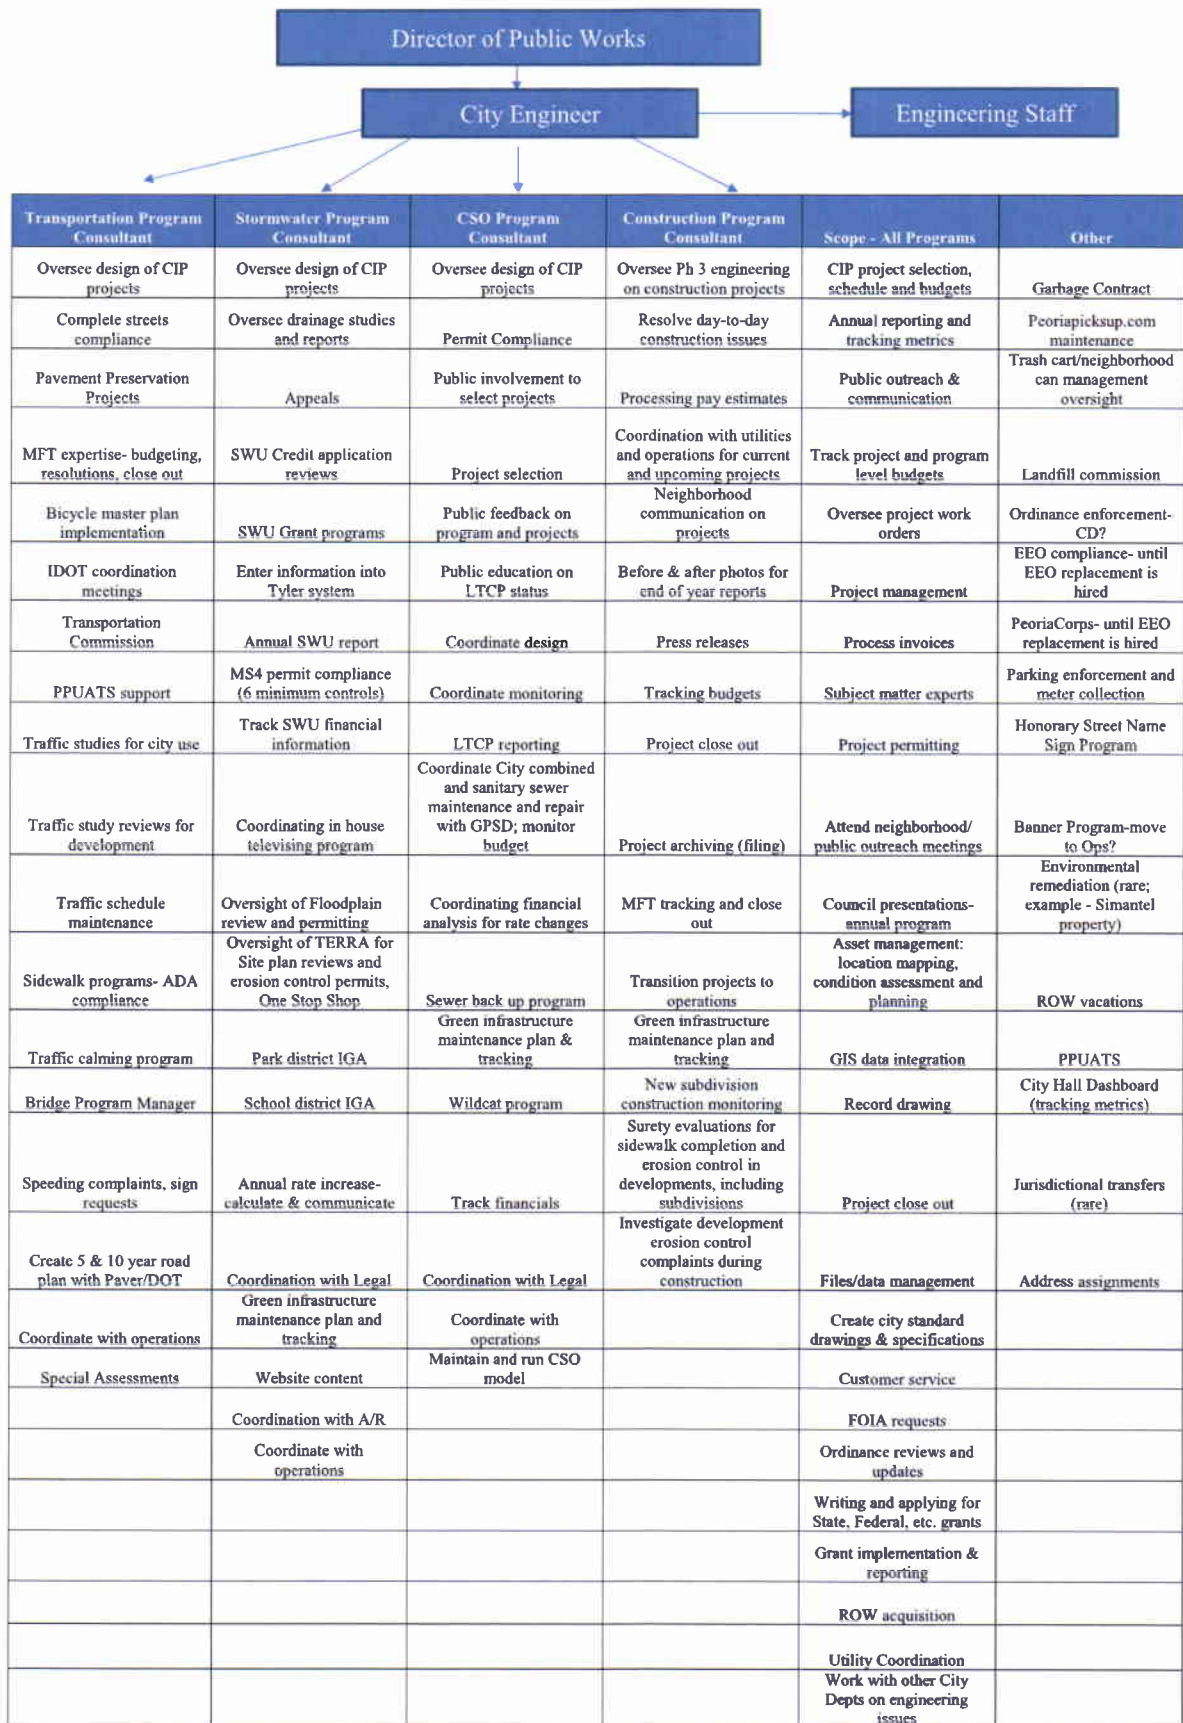 Director of Public Works
City Engineer
Engineering Staff
Transportation Program
Consultant
Stormwater Program
Consultant
CSO Program
Consultant
Construction Program
Consultant
Scope - All Programs
Other
Oversee design of CIP
projects
Oversee design of CIP
projects
Oversee design of CIP
projects
Oversee Ph 3 engineering
on construction projects
CIP project selection,
schedule and budgets
Garbage Contract
Complete streets
compliance
Oversee drainage studies
and reports
Permit Compliance
Resolve day-to-day
construction issues
Annual reporting and
tracking metrics
Peoriapicksup.com
maintenance
Pavement Preservation
Projects
Appeals
Public involvement to
select projects
Processing pay estimates
Public outreach &
communication
Trash cart/neighborhood
can management
oversight
MFT expertise- budgeting,
resolutions, close out
SWU Credit application
reviews
Project selection
Coordination with utilities
and operations for current
and upcoming projects
Track project and program
level budgets
Landfill commission
Bicycle master plan
implementation
SWU Grant programs
Public feedback on
program and projects
Neighborhood
communication on
projects
Oversee project work
orders
Ordinance enforcement-
CD?
IDOT coordination
meetings
Enter information into
Tyler system
Public education on
LTCP status
Before & after photos for
end of year reports
Project management
EEO compliance- until
EEO replacement is
hired
Transportation
Commission
Annual SWU report
Coordinate design
Press releases
Process invoices
PeoriaCorps- until EEO
replacement is hired
PPUATS support
MS4 permit compliance
(6 minimum controls)
Coordinate monitoring
Tracking budgets
Subject matter experts
Parking enforcement and
meter collection
Traffic studies for city use
Track SWU financial
information
LTCP reporting
Project close out
Project permitting
Honorary Street Name
Sign Program
Traffic study reviews for
development
Coordinating in house
televising program
Coordinate City combined
and sanitary sewer
maintenance and repair
with GPSD; monitor
budget
Project archiving (filing)
Attend neighborhood/
public outreach meetings
Banner Program-move
to Ops?
Traffic schedule
maintenance
Oversight of Floodplain
review and permitting
Coordinating financial
analysis for rate changes
MFT tracking and close
out
Council presentations-
annual program
Environmental
remediation (rare;
example - Simantel
property)
Sidewalk programs- ADA
compliance
Oversight of TERRA for
Site plan reviews and
erosion control permits,
One Stop Shop
Sewer back up program
Transition projects to
operations
Asset management:
location mapping,
condition assessment and
planning
ROW vacations
Traffic calming program
Park district IGA
Green infrastructure
maintenance plan &
tracking
Green infrastructure
maintenance plan and
tracking
GIS data integration
PPUATS
Bridge Program Manager
School district IGA
Wildcat program
New subdivision
construction monitoring
Record drawing
City Hall Dashboard
(tracking metrics)
Speeding complaints, sign
requests
Annual rate increase-
calculate & communicate
Track financials
Surety evaluations for
sidewalk completion and
erosion control in
developments, including
subdivisions
Project close out
Jurisdictional transfers
(rare)
Create 5 & 10 year road
plan with Paver/DOT
Coordination with Legal
Coordination with Legal
Investigate development
erosion control
complaints during
construction
Files/data management
Address assignments
Coordinate with operations
Green infrastructure
maintenance plan and
tracking
Coordinate with
operations
Create city standard
drawings & specifications
Special Assessments
Website content
Maintain and run CSO
model
Customer service
Coordination with A/R
FOIA requests
Coordinate with
operations
Ordinance reviews and
updates
Writing and applying for
State, Federal, etc. grants
Grant implementation &
reporting
ROW acquisition
Utility Coordination
Work with other City
Depts on engineering
issues